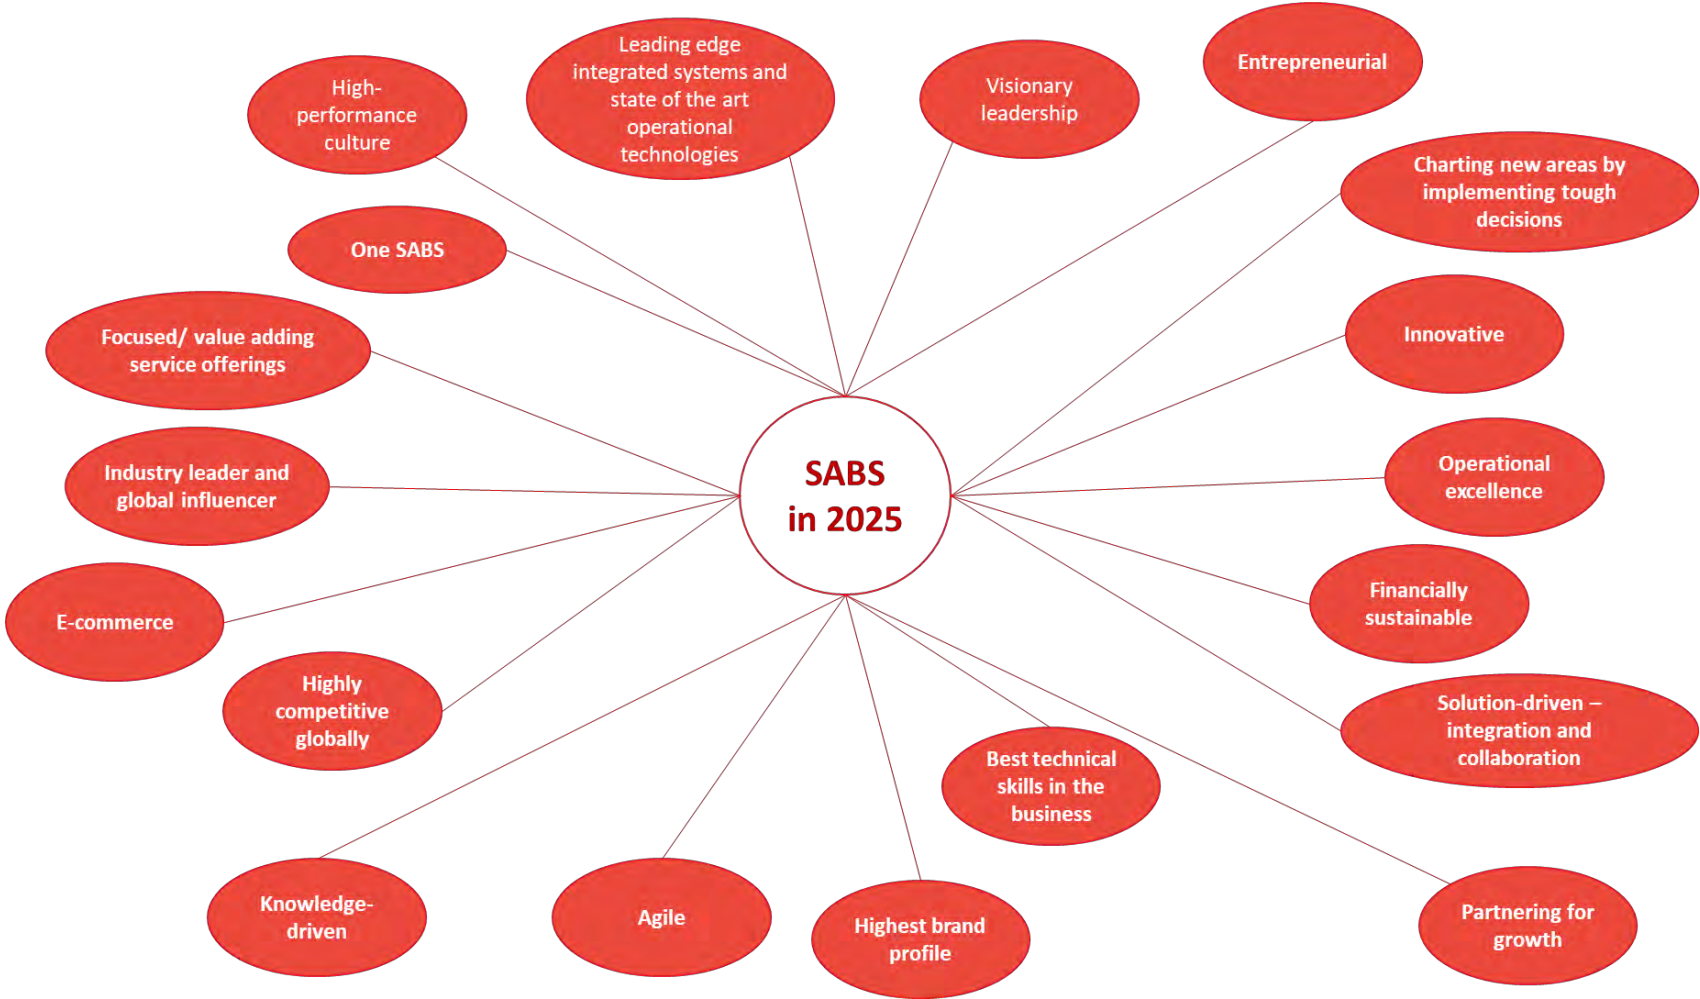 High-
performance
culture
Leading edge
integrated systems and
state of the art
operational
technologies
Visionary
leadership
Entrepreneurial
Charting new areas by
implementing tough
decisions
One SABS
Focused/ value adding
service offerings
Innovative
Industry leader and
global influencer
SABS
in 2025
Operational
excellence
E-commerce
Financially
sustainable
Highly
competitive
globally
Solution-driven –
integration and
collaboration
Best technical
skills in the
business
Knowledge-
driven
Agile
Highest brand
profile
Partnering for
growth